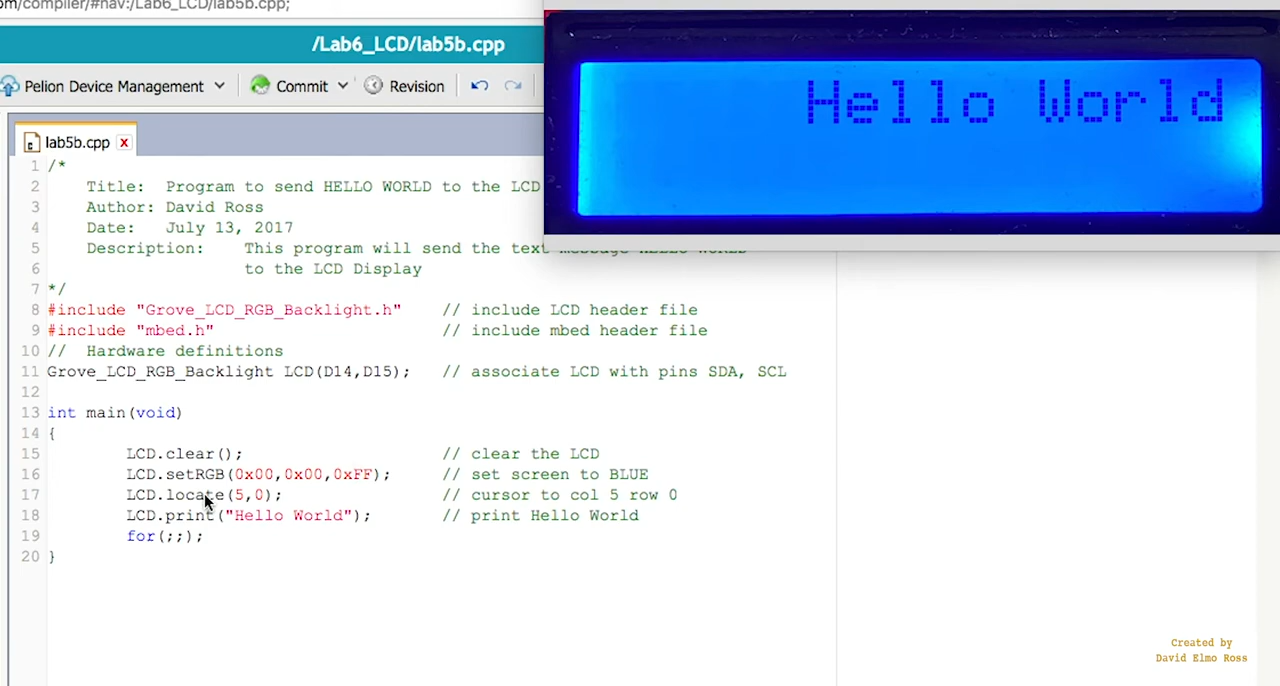 om/compiler/#nav:/Lab6_LCD/lab5b.cpp;
/Lab6_LCD/lab5b.cpp
Pelion Device Management Commit Revision
Hello World
lab5b.cpp x
1 /*
2 Title: Program to send HELLO WORLD to the LCD
3 Author: David Ross
4 Date: July 13, 2017
5 Description: This program will send the text message HELLO WORLD
6 to the LCD Display
7 */
8 #include "Grove_LCD_RGB_Backlight.h" // include LCD header file
9 #include "mbed.h" // include mbed header file
10 // Hardware definitions
11 Grove_LCD_RGB_Backlight LCD(D14,D15); // associate LCD with pins SDA, SCL
12
13 int main(void)
14 {
15 LCD.clear(); // clear the LCD
16 LCD.setRGB(0x00,0x00,0xFF); // set screen to BLUE
17 LCD.locate(5,0); // cursor to col 5 row 0
18 LCD.print("Hello World"); // print Hello World
19 for(;;);
20 }
Created by
David Elmo Ross